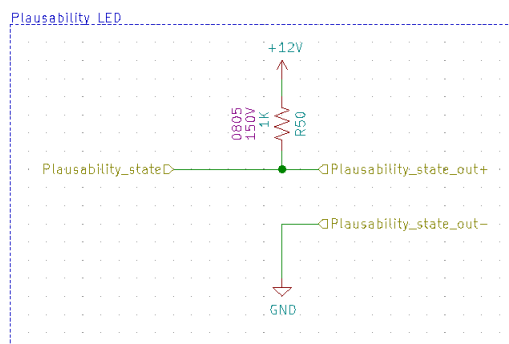 Plausability LED
+12V
0805
150V
1K
R50
Plausability_state
Plausability_state_out+
Plausability_state_out-
GND